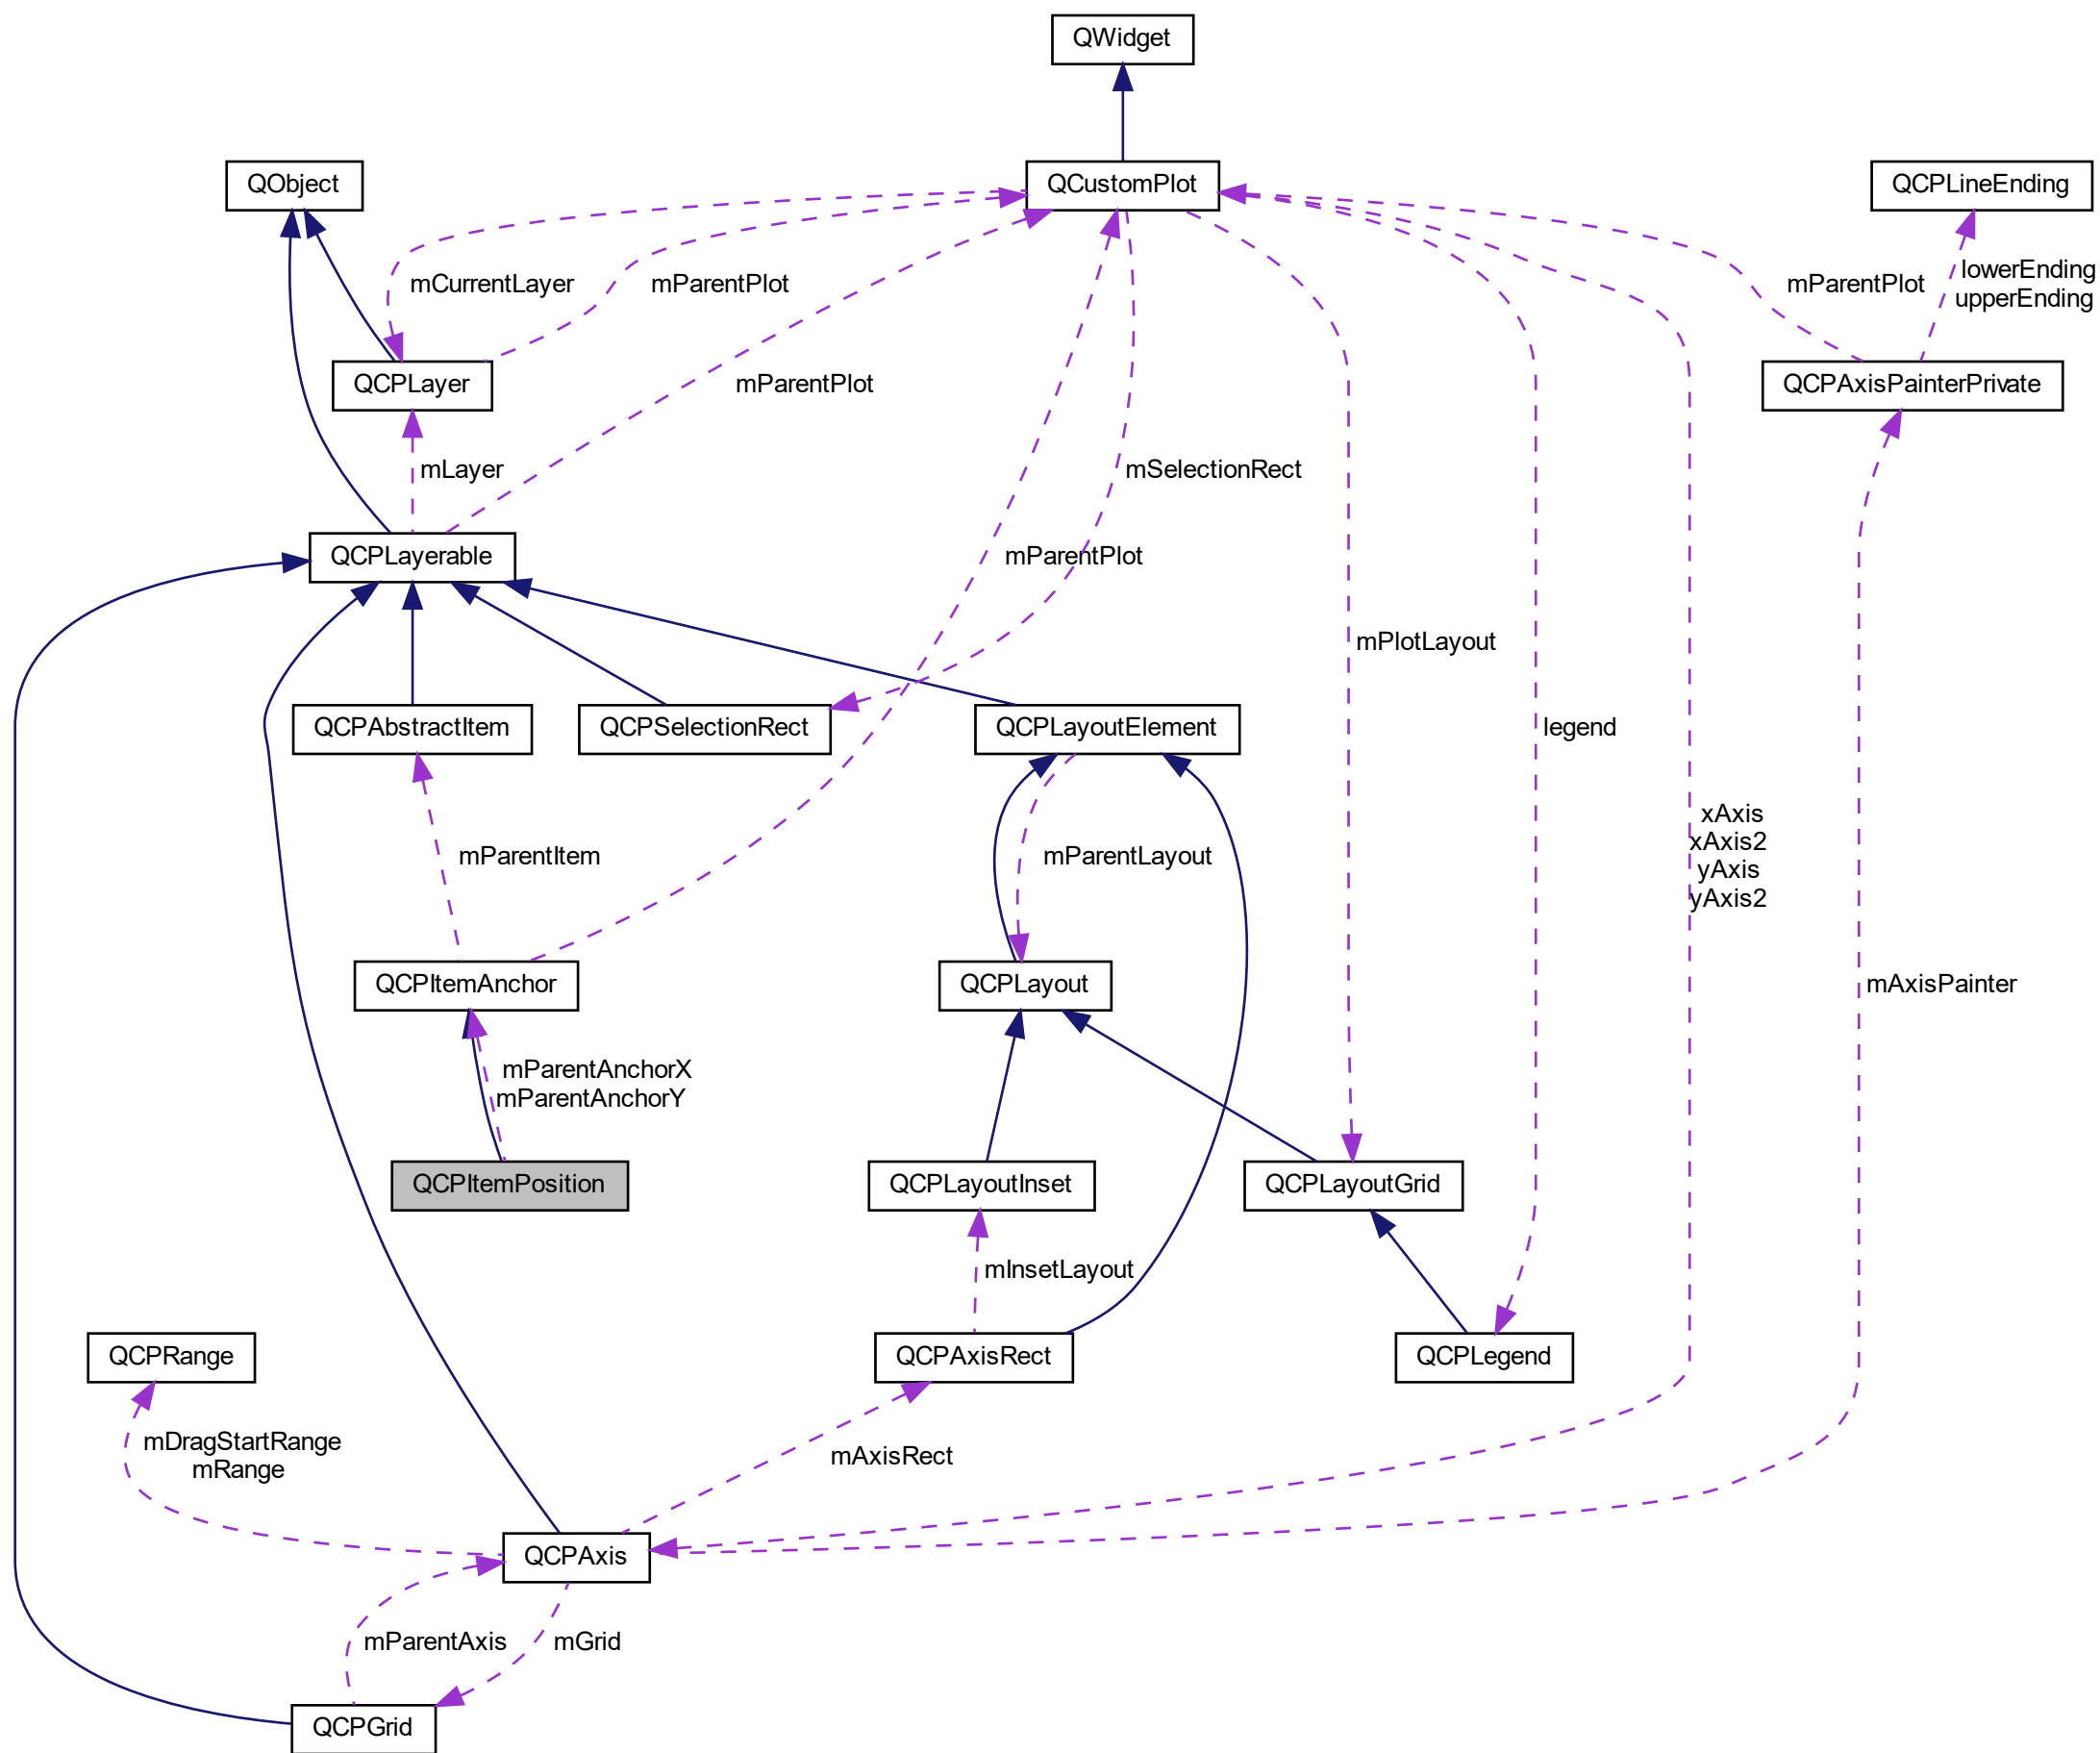 QWidget
QObject
QCustomPlot
QCPLineEnding
mCurrentLayer
mParentPlot
mParentPlot
lowerEnding
upperEnding
QCPLayer
mParentPlot
QCPAxisPainterPrivate
mLayer
mSelectionRect
QCPLayerable
mParentPlot
mPlotLayout
QCPAbstractItem
QCPSelectionRect
QCPLayoutElement
legend
xAxis
xAxis2
yAxis
yAxis2
mParentItem
mParentLayout
QCPItemAnchor
QCPLayout
mAxisPainter
mParentAnchorX
mParentAnchorY
QCPItemPosition
QCPLayoutInset
QCPLayoutGrid
mInsetLayout
QCPRange
QCPAxisRect
QCPLegend
mDragStartRange
mRange
mAxisRect
QCPAxis
mParentAxis
mGrid
QCPGrid